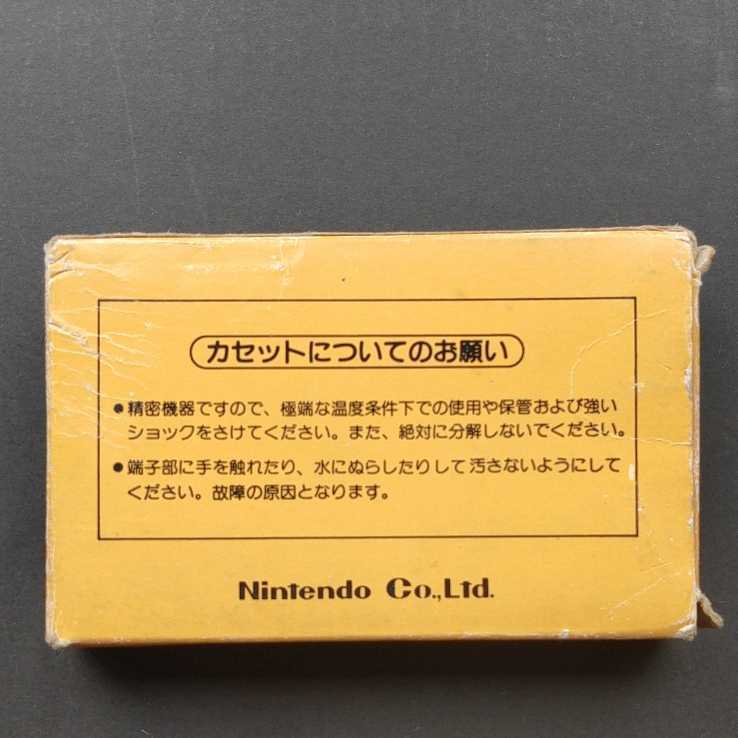 カセットについてのお願い
●精密機器ですので、極端な温度条件下での使用や保管および強い
ショックをさけてください。また、絶対に分解しないでください。
●端子部に手を触れたり、水にぬらしたりして汚さないようにして
ください。故障の原因となります。
Nintendo Co.,Ltd.